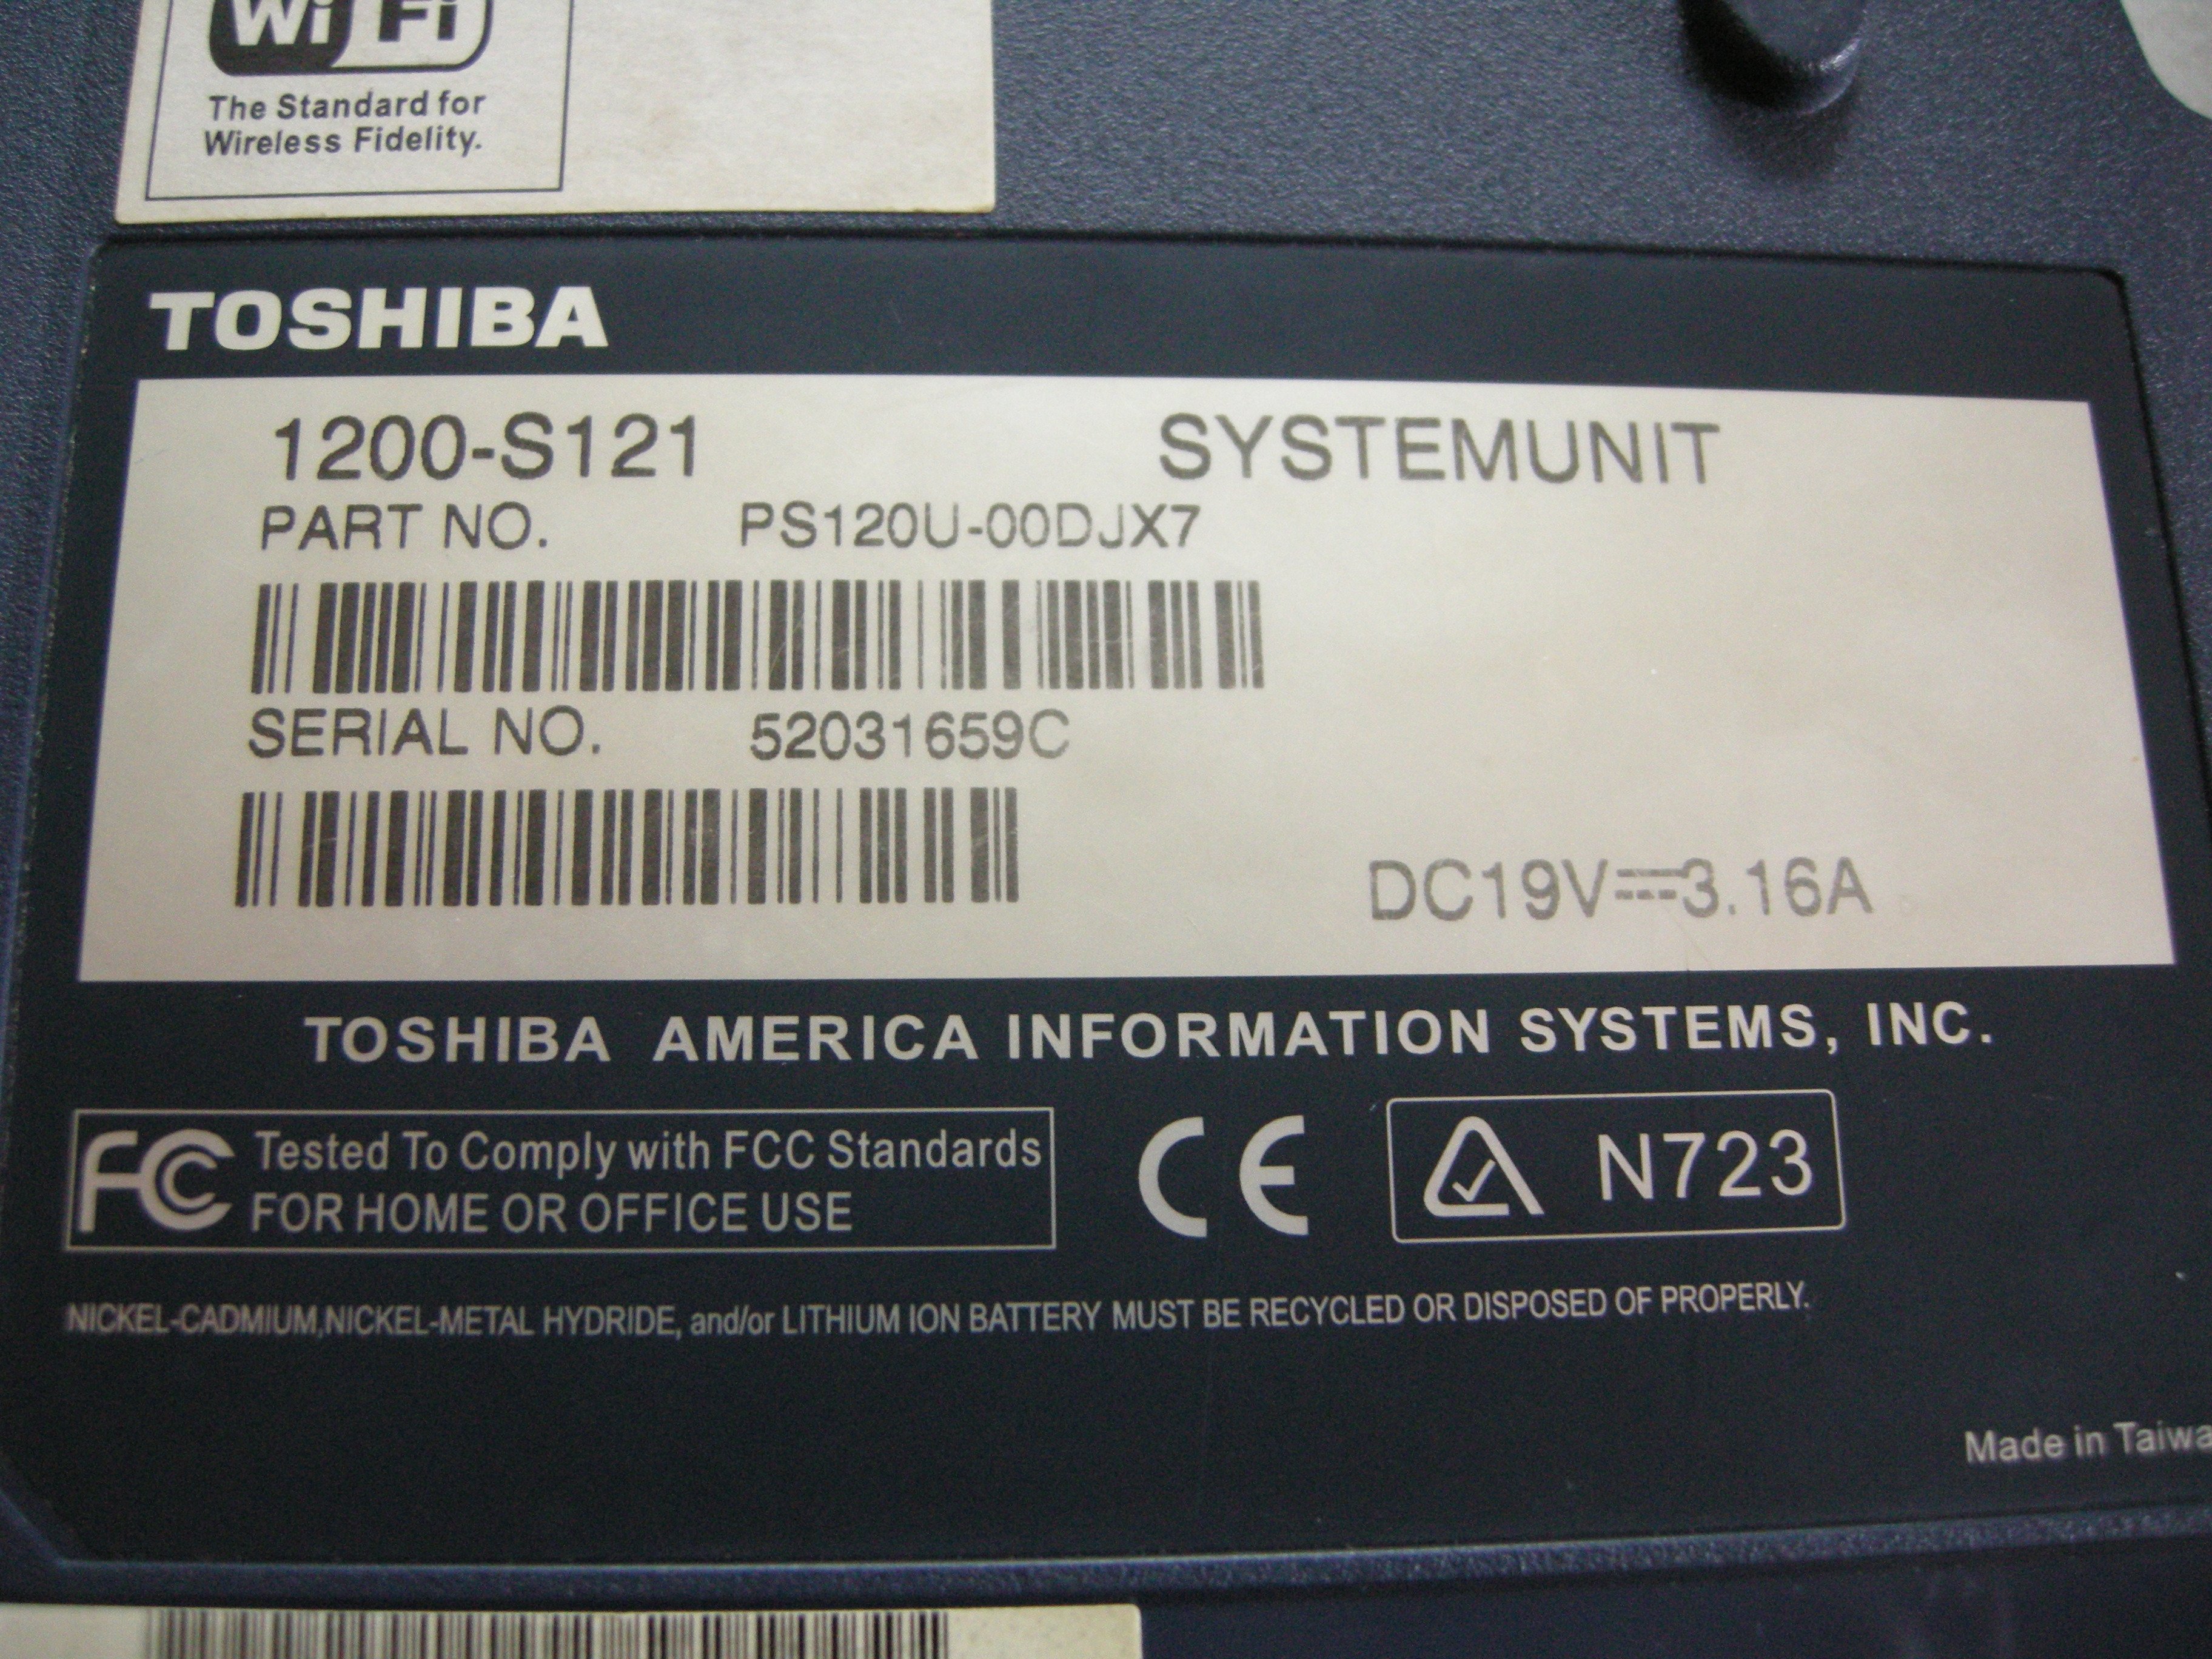 Wi Fi
The Standard for
Wireless Fidelity.
TOSHIBA
1200-S121 SYSTEMUNIT
PART NO. PS120U-00DJX7
SERIAL NO. 52031659C
DC19V⎓3.16A
TOSHIBA AMERICA INFORMATION SYSTEMS, INC.
FC Tested To Comply with FCC Standards
FOR HOME OR OFFICE USE
CE N723
NICKEL-CADMIUM,NICKEL-METAL HYDRIDE, and/or LITHIUM ION BATTERY MUST BE RECYCLED OR DISPOSED OF PROPERLY.
Made in Taiwa